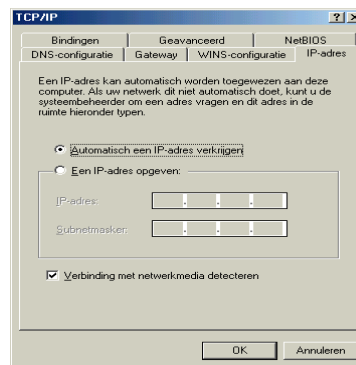 TCP/IP
Bindingen Geavanceerd NetBIOS
DNS-configuratie Gateway WINS-configuratie IP-adres
Een IP-adres kan automatisch worden toegewezen aan deze
computer. Als uw netwerk dit niet automatisch doet, kunt u de
systeembeheerder om een adres vragen en dit adres in de
ruimte hieronder typen.
Automatisch een IP-adres verkrijgen
Een IP-adres opgeven:
IP-adres:
Subnetmasker:
Verbinding met netwerkmedia detecteren
OK Annuleren